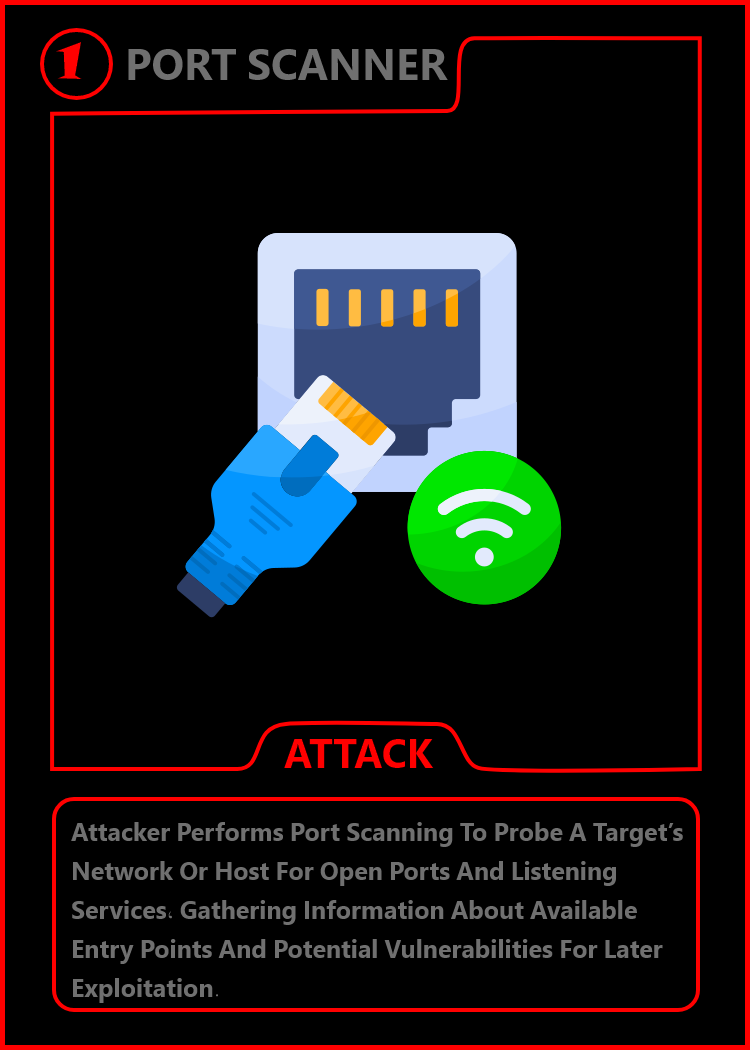 1 PORT SCANNER
ATTACK
Attacker Performs Port Scanning To Probe A Target's
Network Or Host For Open Ports And Listening
Services، Gathering Information About Available
Entry Points And Potential Vulnerabilities For Later
Exploitation.